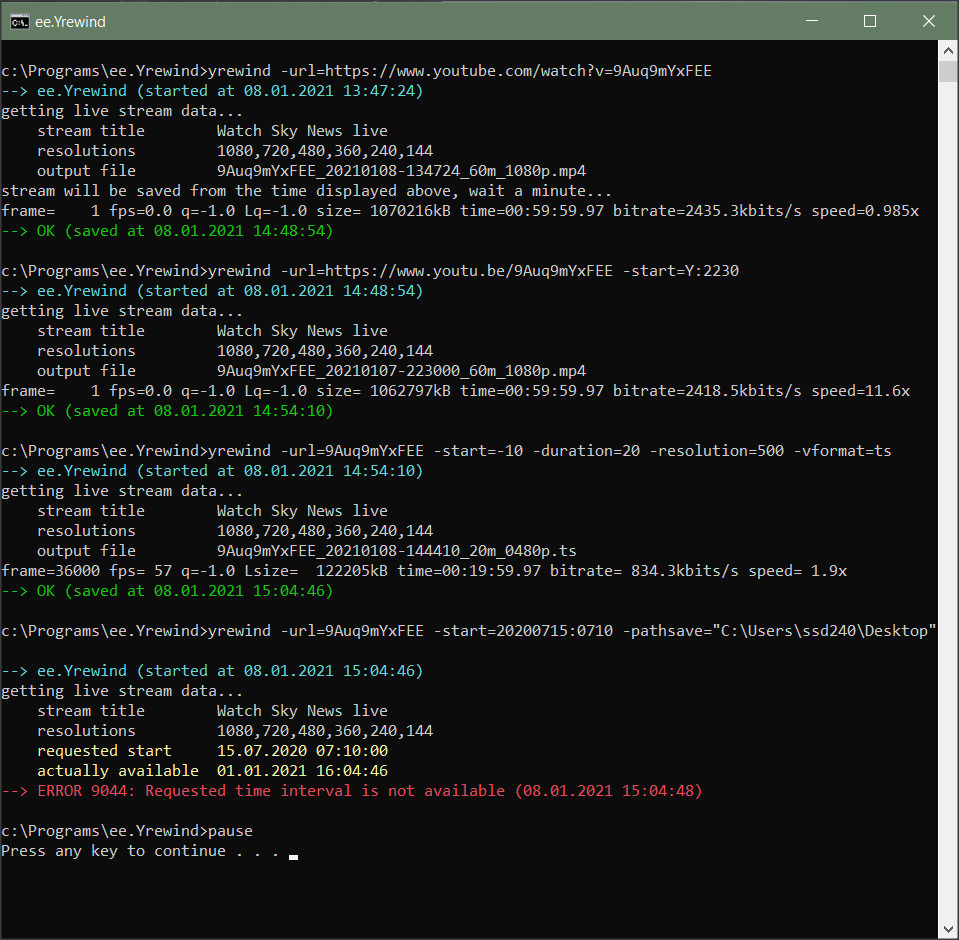 ee.Yrewind
c:\Programs\ee.Yrewind>yrewind -url=https://www.youtube.com/watch?v=9Auq9mYxFEE
--> ee.Yrewind (started at 08.01.2021 13:47:24)
getting live stream data...
    stream title        Watch Sky News live
    resolutions         1080,720,480,360,240,144
    output file         9Auq9mYxFEE_20210108-134724_60m_1080p.mp4
stream will be saved from the time displayed above, wait a minute...
frame=    1 fps=0.0 q=-1.0 Lq=-1.0 size= 1070216kB time=00:59:59.97 bitrate=2435.3kbits/s speed=0.985x
--> OK (saved at 08.01.2021 14:48:54)
c:\Programs\ee.Yrewind>yrewind -url=https://www.youtu.be/9Auq9mYxFEE -start=Y:2230
--> ee.Yrewind (started at 08.01.2021 14:48:54)
getting live stream data...
    stream title        Watch Sky News live
    resolutions         1080,720,480,360,240,144
    output file         9Auq9mYxFEE_20210107-223000_60m_1080p.mp4
frame=    1 fps=0.0 q=-1.0 Lq=-1.0 size= 1062797kB time=00:59:59.97 bitrate=2418.5kbits/s speed=11.6x
--> OK (saved at 08.01.2021 14:54:10)
c:\Programs\ee.Yrewind>yrewind -url=9Auq9mYxFEE -start=-10 -duration=20 -resolution=500 -vformat=ts
--> ee.Yrewind (started at 08.01.2021 14:54:10)
getting live stream data...
    stream title        Watch Sky News live
    resolutions         1080,720,480,360,240,144
    output file         9Auq9mYxFEE_20210108-144410_20m_0480p.ts
frame=36000 fps= 57 q=-1.0 Lsize=  122205kB time=00:19:59.97 bitrate= 834.3kbits/s speed= 1.9x
--> OK (saved at 08.01.2021 15:04:46)
c:\Programs\ee.Yrewind>yrewind -url=9Auq9mYxFEE -start=20200715:0710 -pathsave="C:\Users\ssd240\Desktop"
--> ee.Yrewind (started at 08.01.2021 15:04:46)
getting live stream data...
    stream title        Watch Sky News live
    resolutions         1080,720,480,360,240,144
    requested start     15.07.2020 07:10:00
    actually available  01.01.2021 16:04:46
--> ERROR 9044: Requested time interval is not available (08.01.2021 15:04:48)
c:\Programs\ee.Yrewind>pause
Press any key to continue . . .